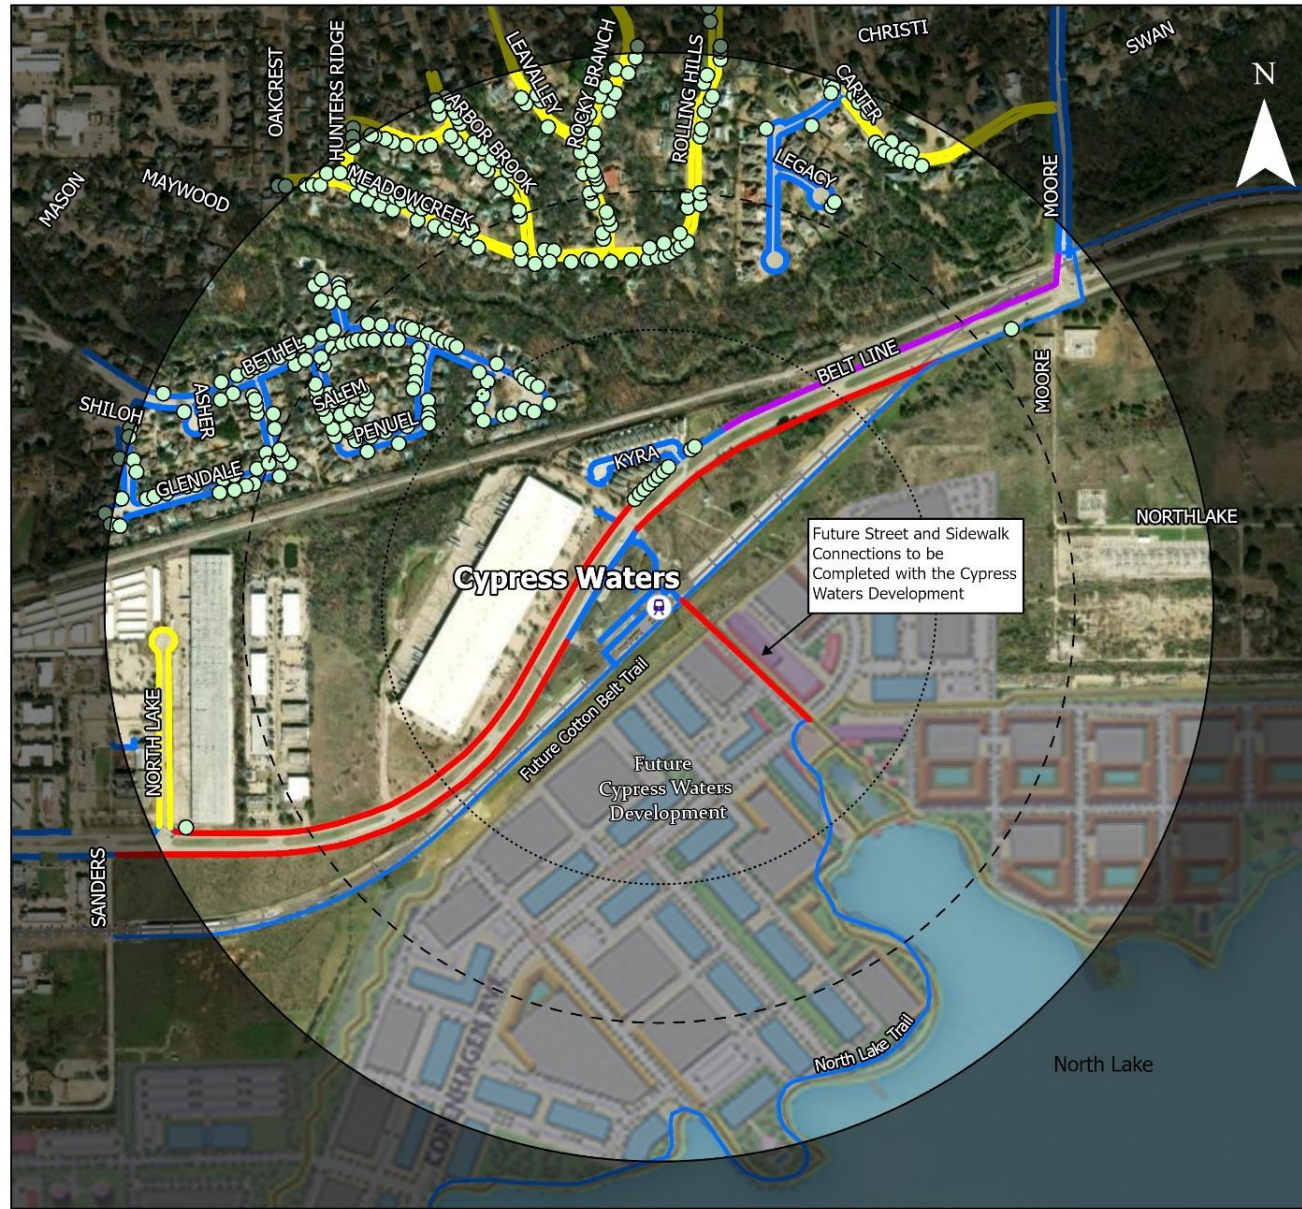 CHRISTI
SWAN
OAKCREST
HUNTERS RIDGE
LEAVALLEY
ROCKY BRANCH
ROLLING HILLS
CARTER
N
ARBOR BROOK
MASON
MAYWOOD
MEADOWCREEK
LEGACY
MOORE
BETHEL
BELT LINE
MOORE
SHILOH
ASHER
SALEM
PENUEL
GLENDALE
KYRA
NORTHLAKE
Future Street and Sidewalk
Connections to be
Completed with the Cypress
Waters Development
Cypress Waters
NORTH LAKE
Future Cotton Belt Trail
Future
Cypress Waters
Development
SANDERS
North Lake Trail
North Lake
COPENHAGEN AVE